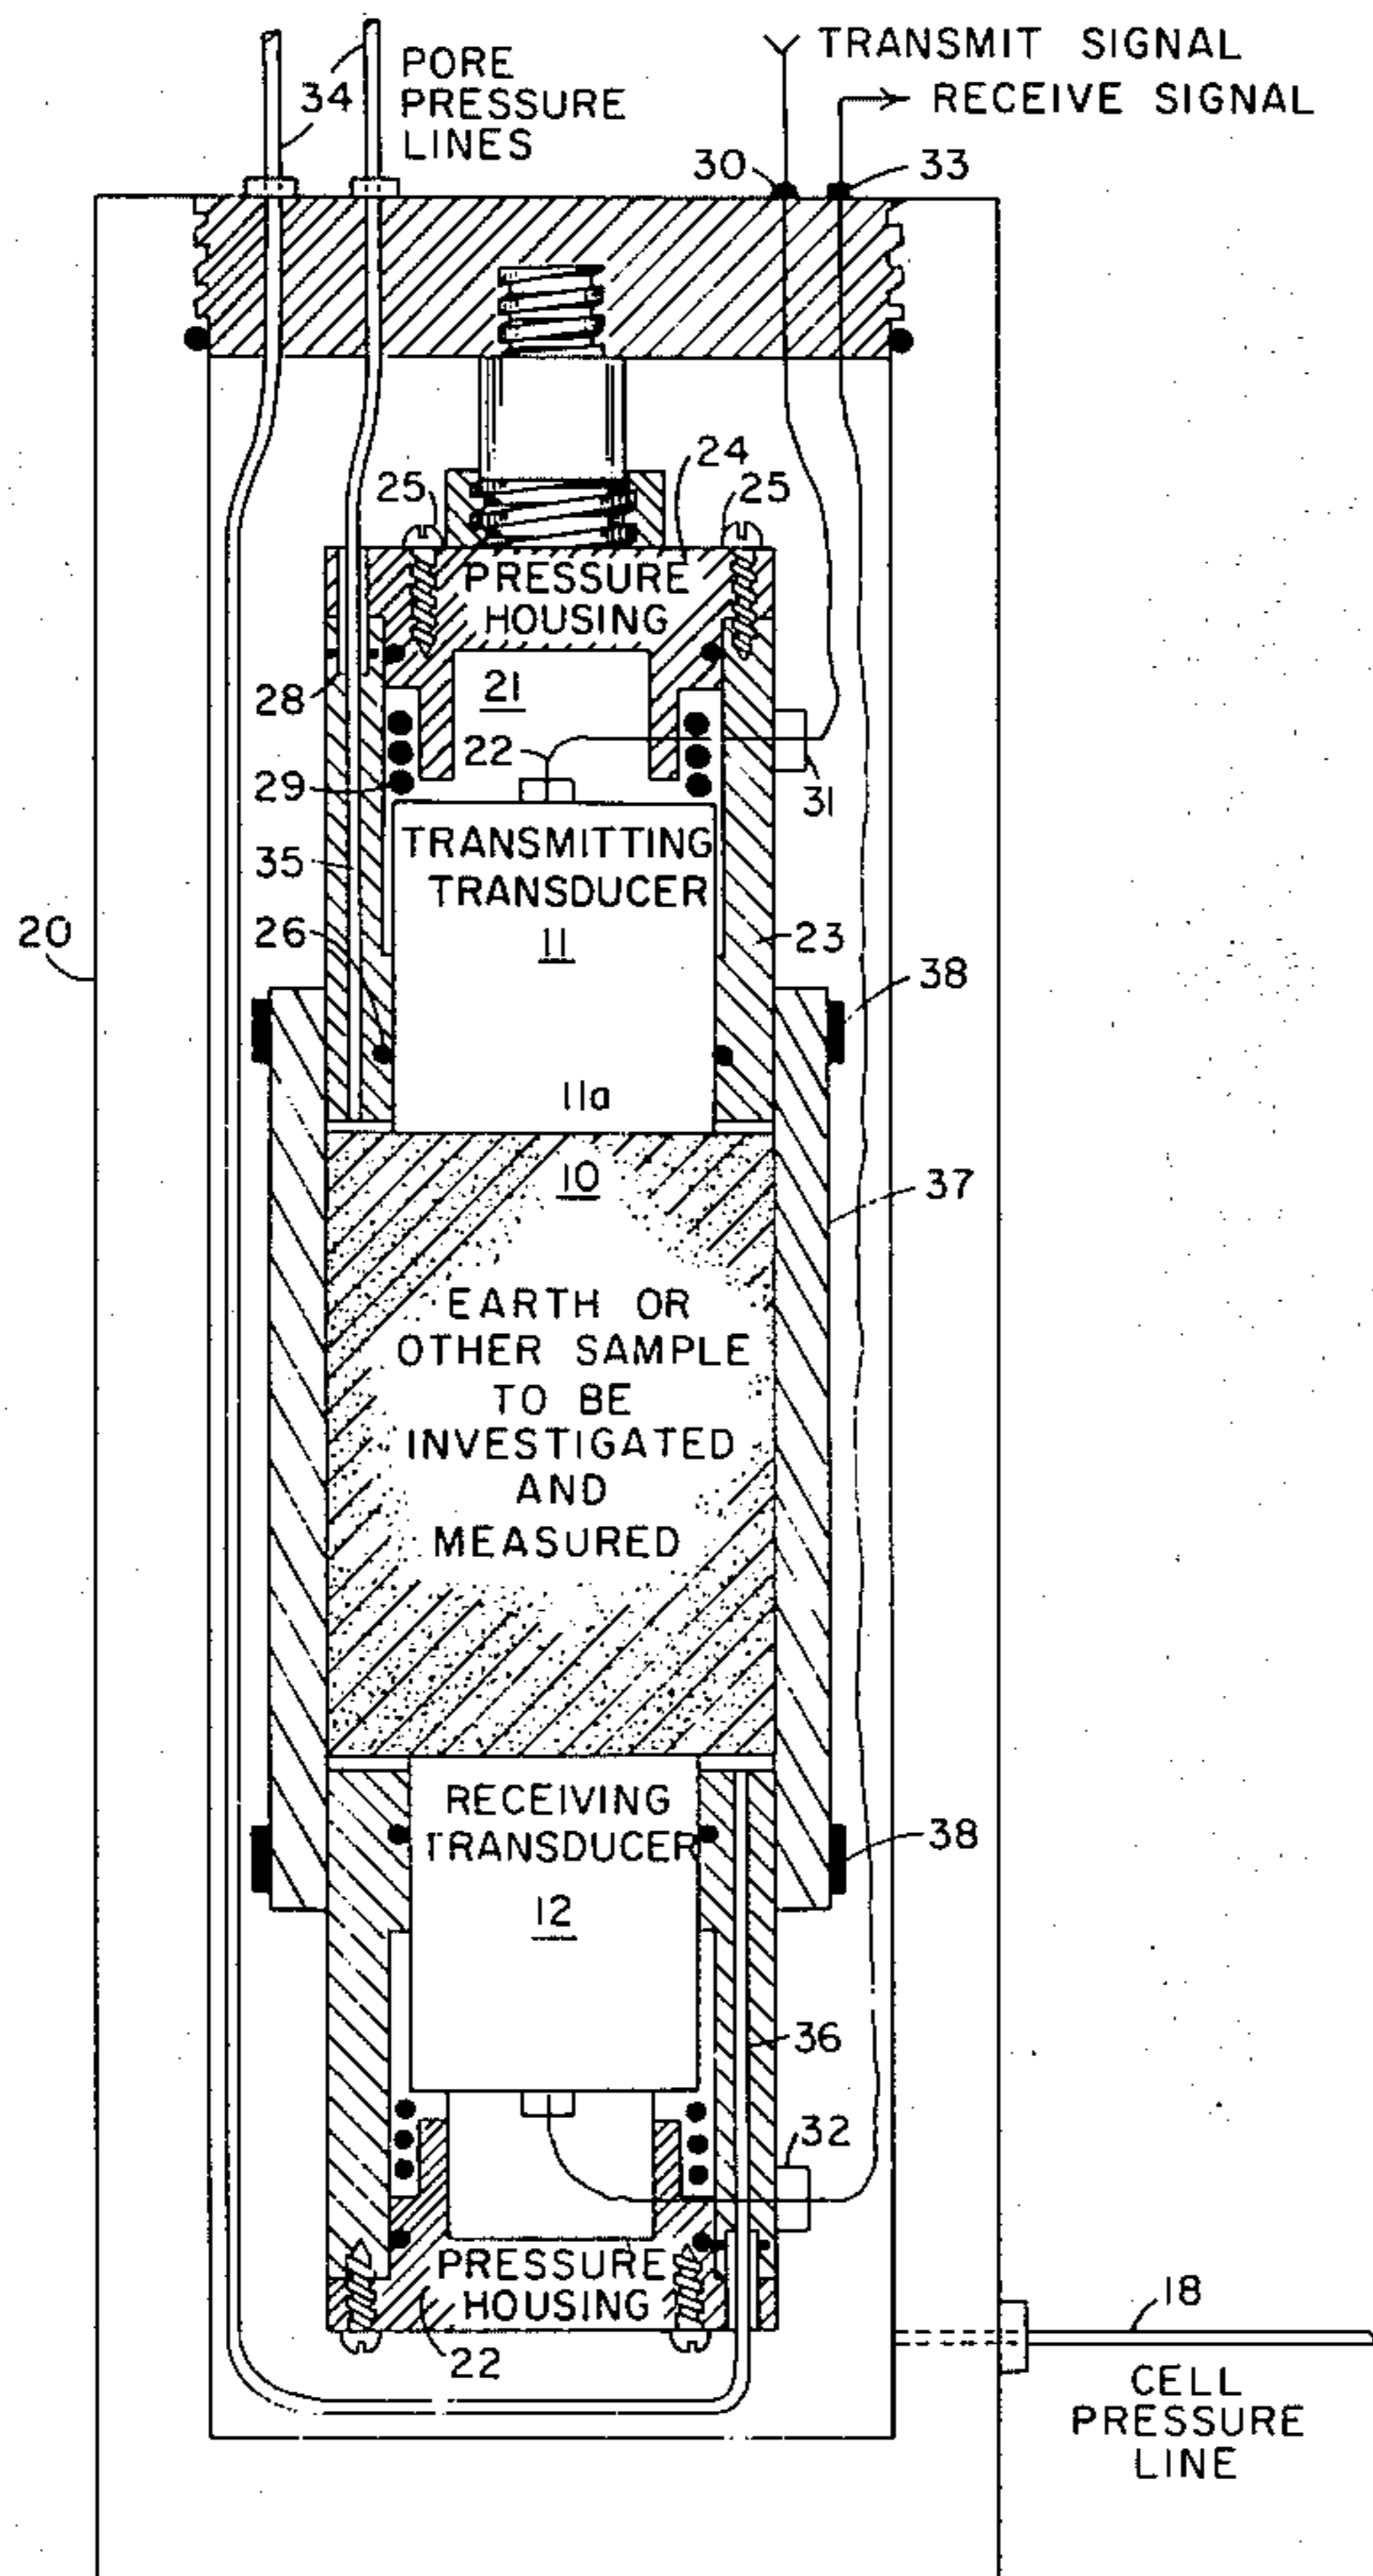 TRANSMIT SIGNAL
RECEIVE SIGNAL
PORE
PRESSURE
LINES
34
30
33
24
25
25
PRESSURE
HOUSING
28
21
22
29
31
TRANSMITTING
TRANSDUCER
11
35
26
23
20
38
11a
10
37
EARTH OR
OTHER SAMPLE
TO BE
INVESTIGATED
AND
MEASURED
RECEIVING
TRANSDUCER
12
38
36
32
PRESSURE
HOUSING
22
18
CELL
PRESSURE
LINE